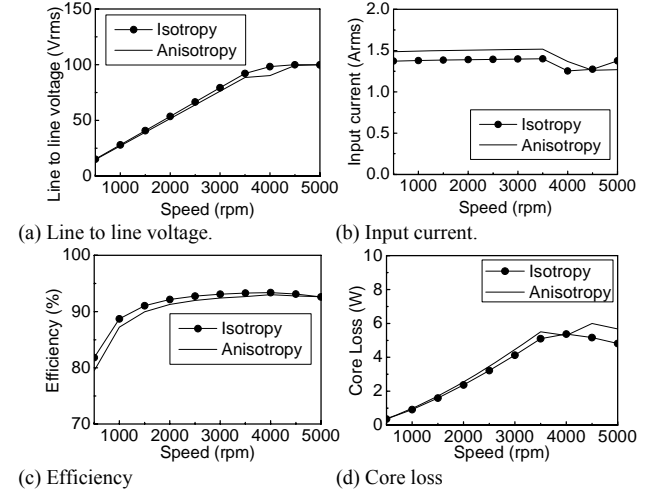 150
100
50
0
1000 2000 3000 4000 5000
Line to line voltage (Vrms)
Speed (rpm)
Isotropy
Anisotropy
(a) Line to line voltage.
2.0
1.5
1.0
0.5
0.0
1000 2000 3000 4000 5000
Input current (Arms)
Speed (rpm)
Isotropy
Anisotropy
(b) Input current.
100
90
80
70
1000 2000 3000 4000 5000
Efficiency (%)
Speed (rpm)
Isotropy
Anisotropy
(c) Efficiency
10
8
6
4
2
0
1000 2000 3000 4000 5000
Core Loss (W)
Speed (rpm)
Isotropy
Anisotropy
(d) Core loss